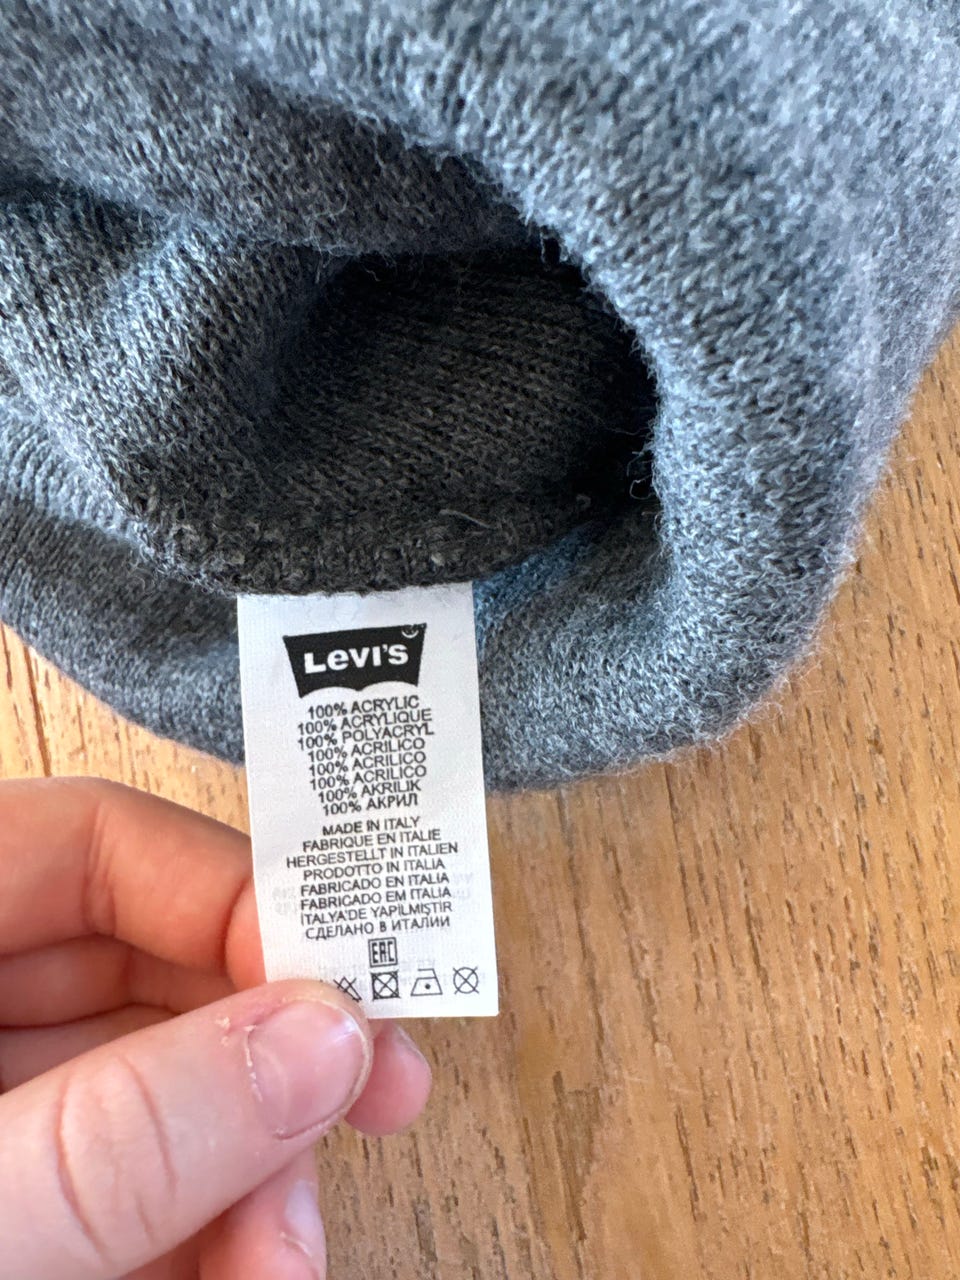 Levi's
100% ACRYLIC
100% ACRYLIQUE
100% POLYACRYL
100% ACRILICO
100% ACRILICO
100% ACRILICO
100% AKRILIK
100% АКРИЛ
MADE IN ITALY
FABRIQUE EN ITALIE
HERGESTELLT IN ITALIEN
PRODOTTO IN ITALIA
FABRICADO EN ITALIA
FABRICADO EM ITALIA
İTALYA'DE YAPILMIŞTIR
СДЕЛАНО В ИТАЛИИ
EAC